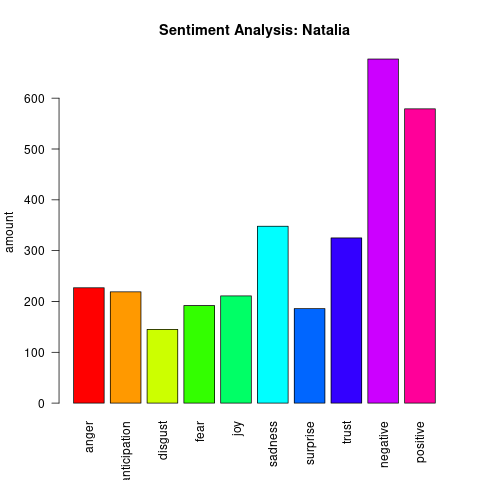 Sentiment Analysis: Natalia
amount
600
500
400
300
200
100
0
anger
nticipation
disgust
fear
joy
sadness
surprise
trust
negative
positive